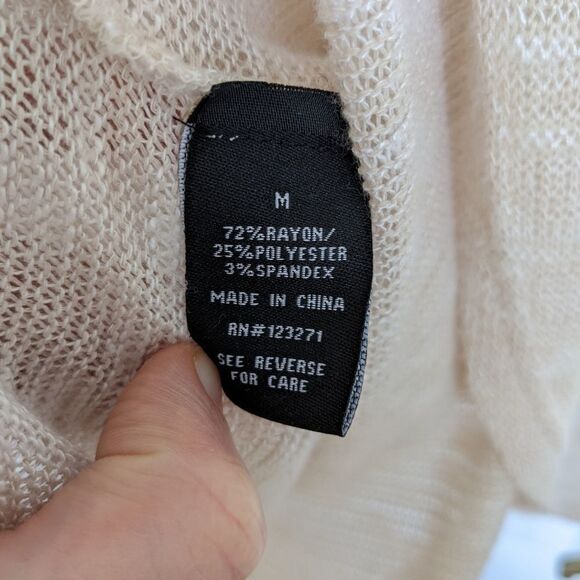 M
72%RAYON/
25%POLYESTER
3%SPANDEX
MADE IN CHINA
RN#123271
SEE REVERSE
FOR CARE